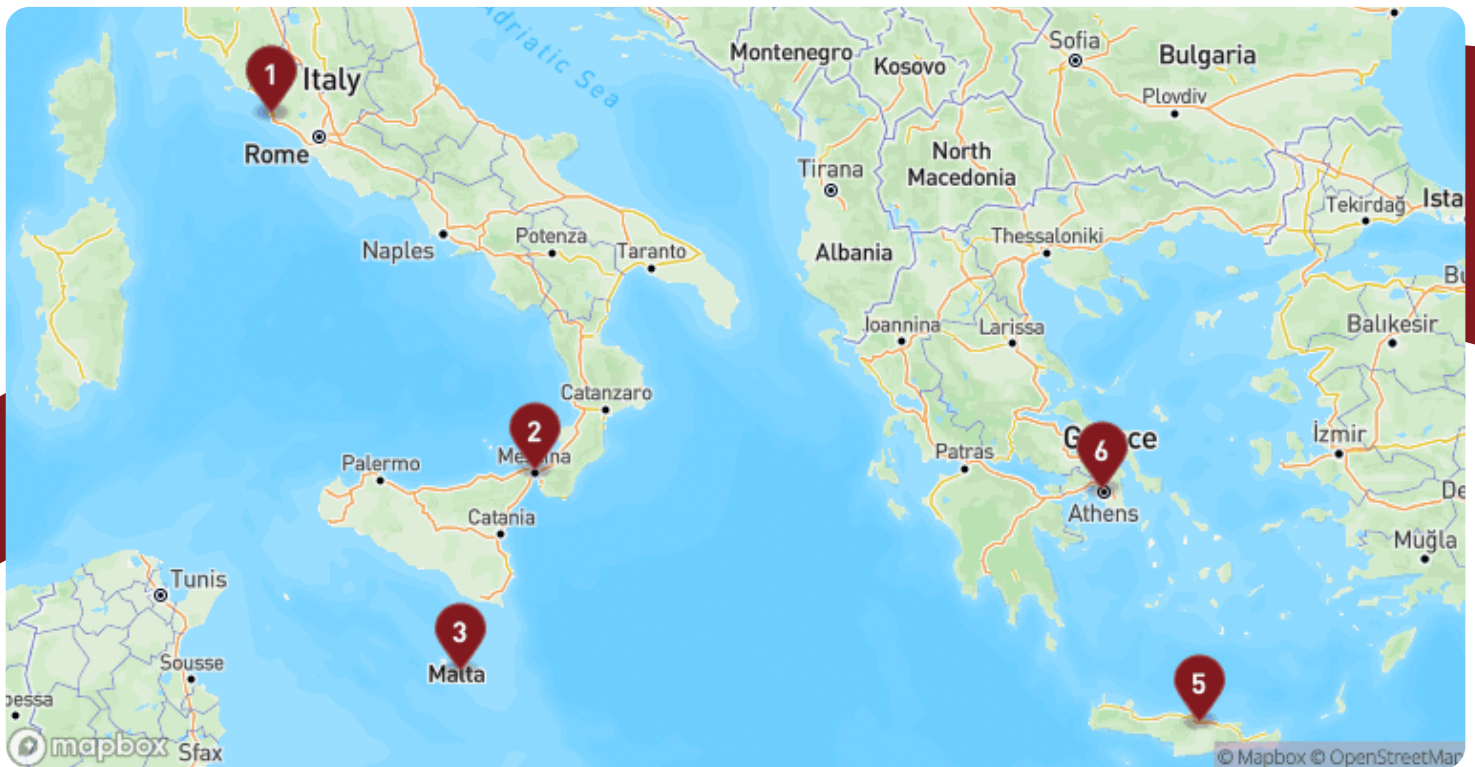 Adriatic Sea
Montenegro
Kosovo
Sofia
Bulgaria
Plovdiv
1
Italy
Rome
Tirana
North
Macedonia
Tekirdağ
Ista
Naples
Potenza
Taranto
Albania
Thessaloniki
Bu
Ioannina
Larissa
Balıkesir
Catanzaro
2
Palermo
Catania
Patras
6
Athens
İzmir
De
Muğla
Tunis
3
Malta
Sousse
5
Sfax
mapbox
© Mapbox © OpenStreetMap